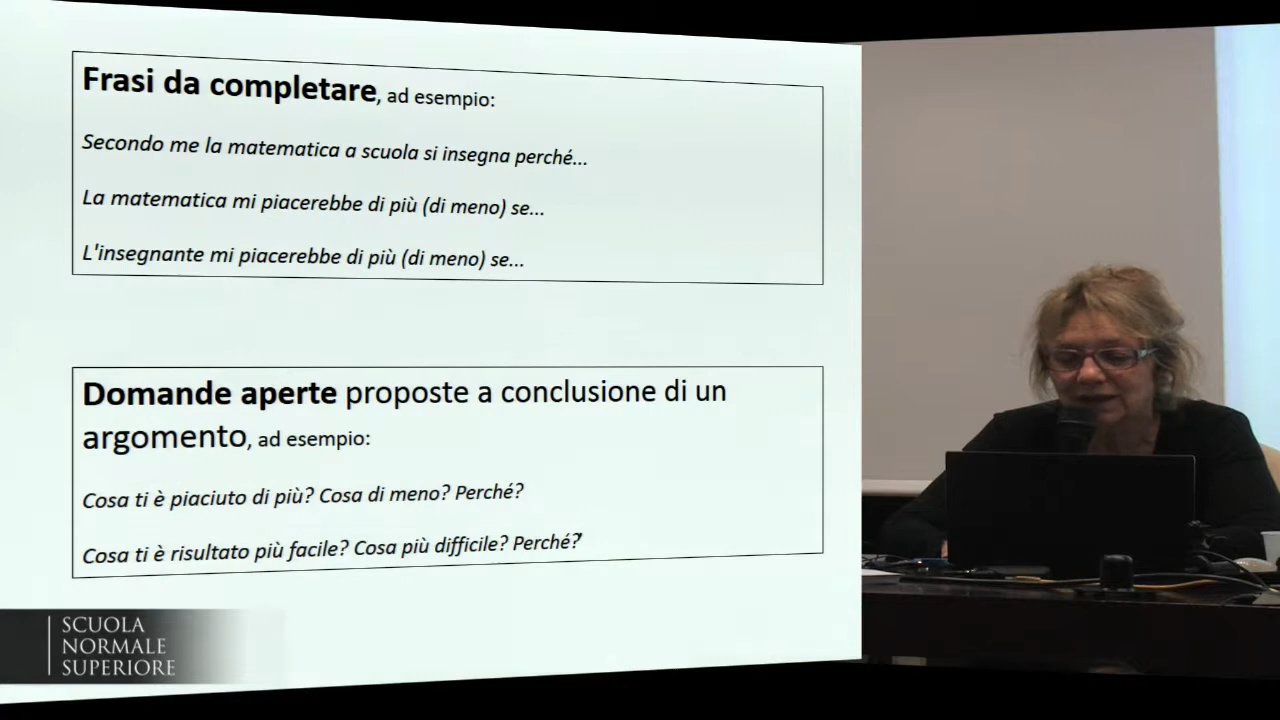 Frasi da completare, ad esempio:
Secondo me la matematica a scuola si insegna perché...
La matematica mi piacerebbe di più (di meno) se...
L'insegnante mi piacerebbe di più (di meno) se...
Domande aperte proposte a conclusione di un
argomento, ad esempio:
Cosa ti è piaciuto di più? Cosa di meno? Perché?
Cosa ti è risultato più facile? Cosa più difficile? Perché?
SCUOLA
NORMALE
SUPERIORE